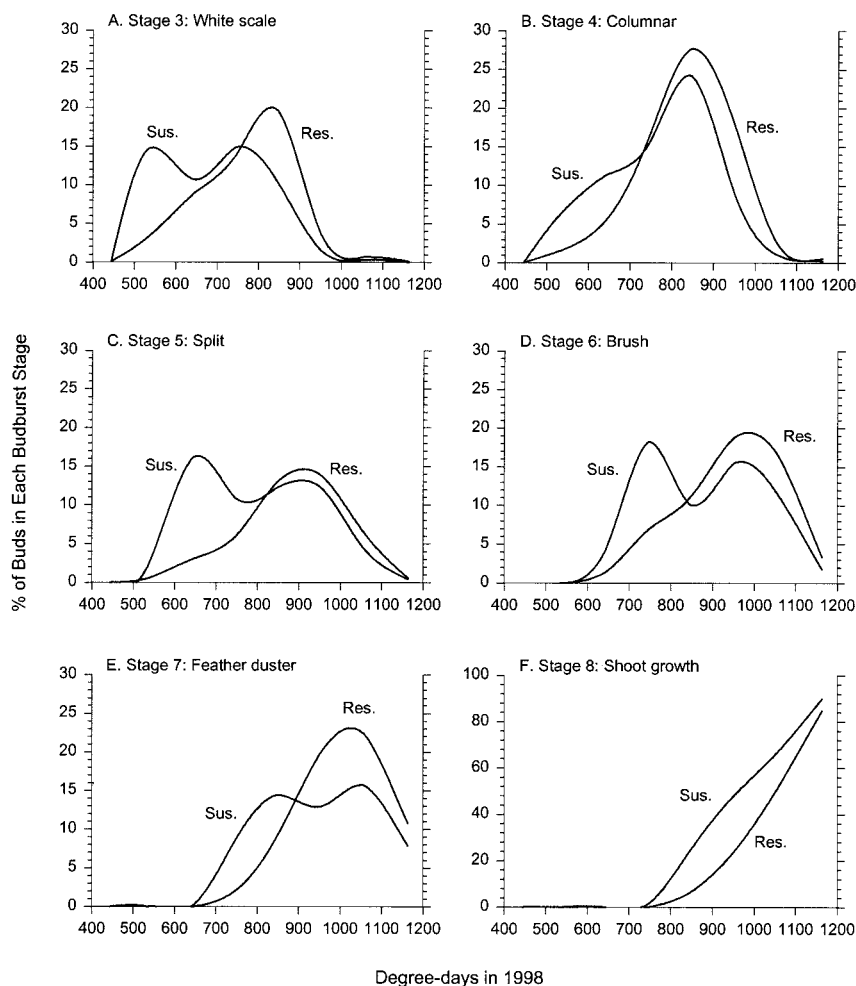 A. Stage 3: White scale
30
25
20
15
10
5
0
Sus.
Res.
400 500 600 700 800 900 1000 1100 1200
B. Stage 4: Columnar
30
25
20
15
10
5
0
Sus.
Res.
400 500 600 700 800 900 1000 1100 1200
% of Buds in Each Budburst Stage
C. Stage 5: Split
30
25
20
15
10
5
0
Sus.
Res.
400 500 600 700 800 900 1000 1100 1200
D. Stage 6: Brush
30
25
20
15
10
5
0
Sus.
Res.
400 500 600 700 800 900 1000 1100 1200
E. Stage 7: Feather duster
30
25
20
15
10
5
0
Sus.
Res.
400 500 600 700 800 900 1000 1100 1200
F. Stage 8: Shoot growth
100
80
60
40
20
0
Sus.
Res.
400 500 600 700 800 900 1000 1100 1200
Degree-days in 1998